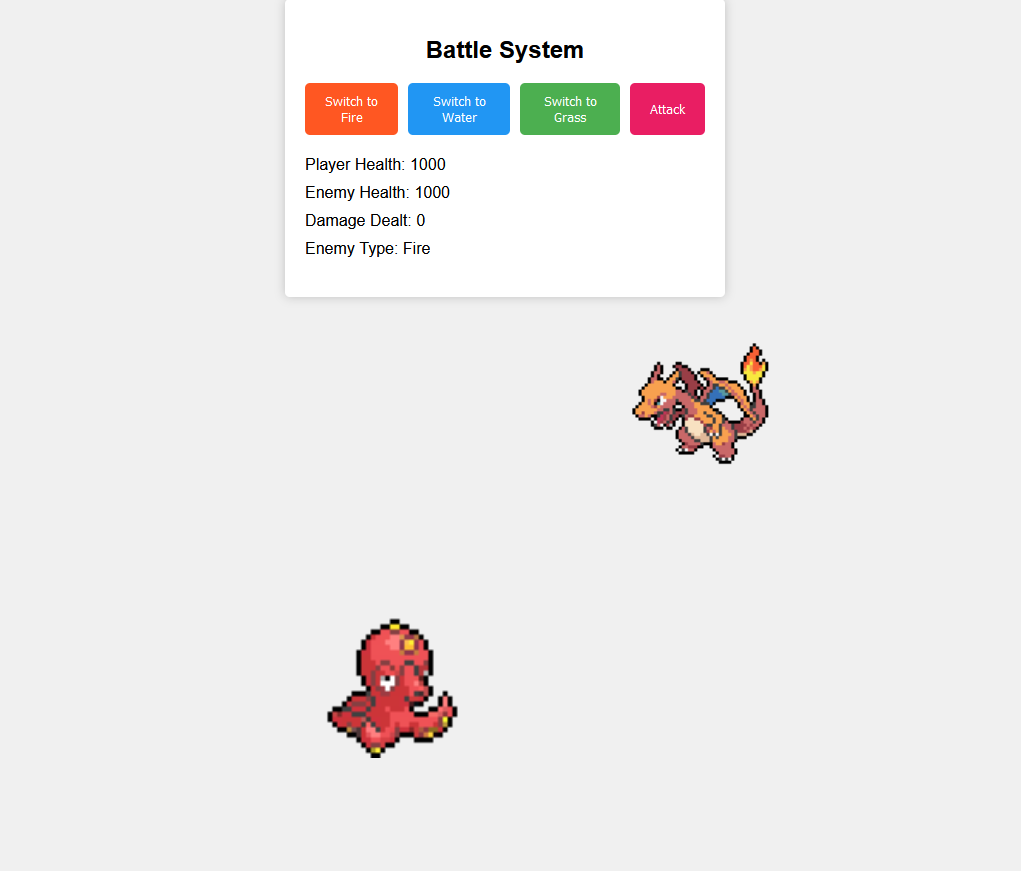 Battle System
Switch to
Fire
Switch to
Water
Switch to
Grass
Attack
Player Health: 1000
Enemy Health: 1000
Damage Dealt: 0
Enemy Type: Fire